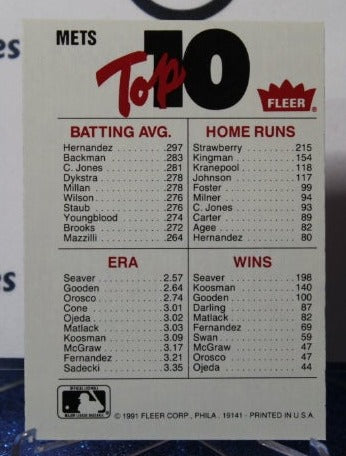 METS
Top 10
FLEER®
BATTING AVG.
Hernandez . . . . . . . . . .297
Backman . . . . . . . . . . .283
C. Jones . . . . . . . . . . .281
Dykstra . . . . . . . . . . . .278
Millan . . . . . . . . . . . . .278
Wilson . . . . . . . . . . . . .276
Staub . . . . . . . . . . . . .276
Youngblood . . . . . . . .274
Brooks . . . . . . . . . . . .272
Mazzilli . . . . . . . . . . . .264
HOME RUNS
Strawberry . . . . . . . . 215
Kingman . . . . . . . . . . 154
Kranepool . . . . . . . . . 118
Johnson . . . . . . . . . . 117
Foster . . . . . . . . . . . . 99
Milner . . . . . . . . . . . . 94
C. Jones . . . . . . . . . . 93
Carter . . . . . . . . . . . . 89
Agee . . . . . . . . . . . . . 82
Hernandez . . . . . . . . . 80
ERA
Seaver . . . . . . . . . . . 2.57
Gooden . . . . . . . . . . 2.64
Orosco . . . . . . . . . . . 2.74
Cone . . . . . . . . . . . . 3.01
Ojeda . . . . . . . . . . . . 3.02
Matlack . . . . . . . . . . 3.03
Koosman . . . . . . . . . 3.09
McGraw . . . . . . . . . . 3.17
Fernandez . . . . . . . . 3.21
Sadecki . . . . . . . . . . 3.35
WINS
Seaver . . . . . . . . . . . 198
Koosman . . . . . . . . . 140
Gooden . . . . . . . . . . 100
Darling . . . . . . . . . . . 87
Matlack . . . . . . . . . . . 82
Fernandez . . . . . . . . . 69
Swan . . . . . . . . . . . . . 59
McGraw . . . . . . . . . . . 47
Orosco . . . . . . . . . . . . 47
Ojeda . . . . . . . . . . . . . 44
OFFICIAL LICENSEE
MAJOR LEAGUE BASEBALL
© 1991 FLEER CORP., PHILA. 19141 - PRINTED IN U.S.A.